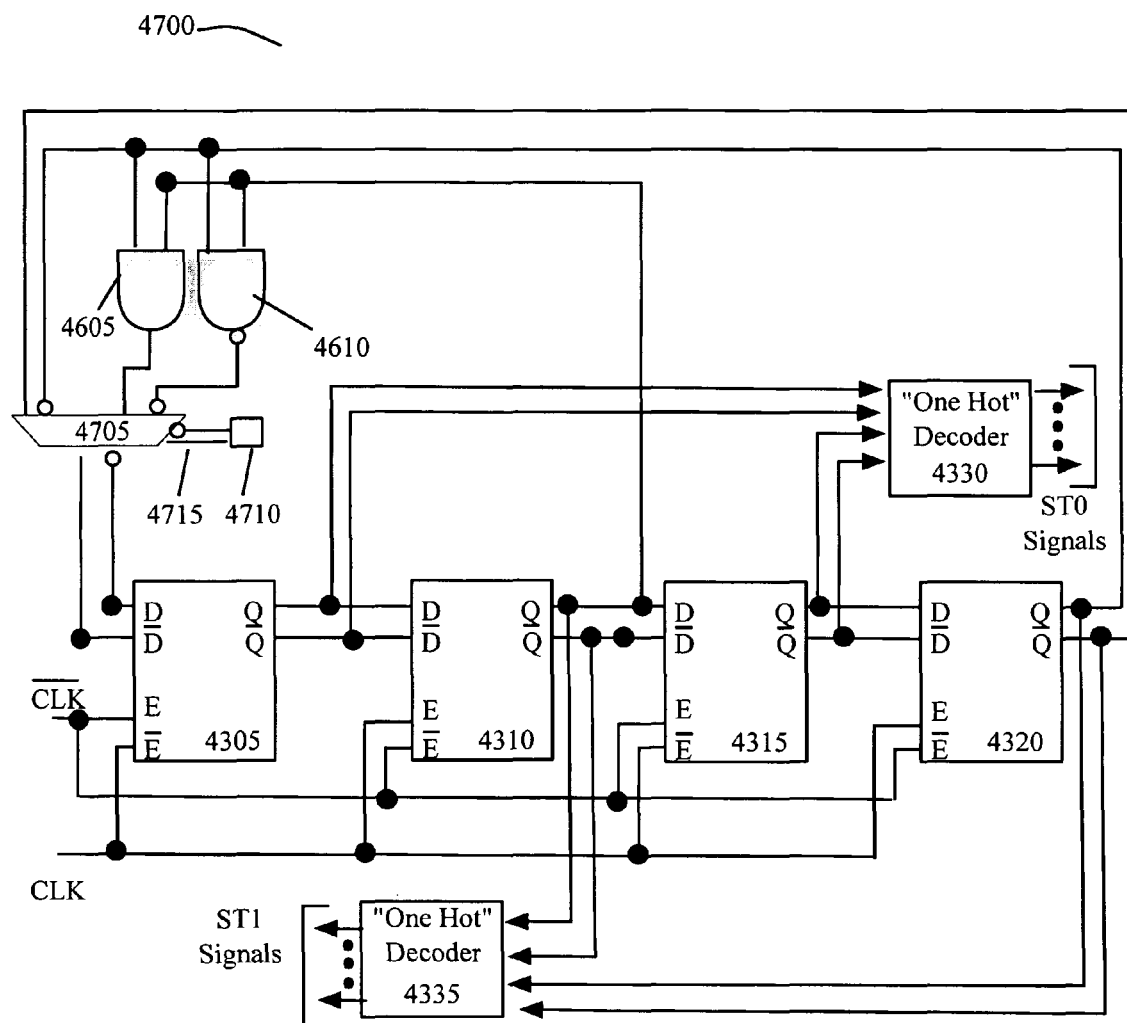 4700
4605
4610
4705
4715
4710
"One Hot"
Decoder
4330
ST0
Signals
D Q
D̅ Q̅
E
E̅
4305
D Q
D̅ Q̅
E
E̅
4310
D Q
D̅ Q̅
E
E̅
4315
D Q
D̅ Q̅
E
E̅
4320
C̅L̅K̅
CLK
ST1
Signals
"One Hot"
Decoder
4335